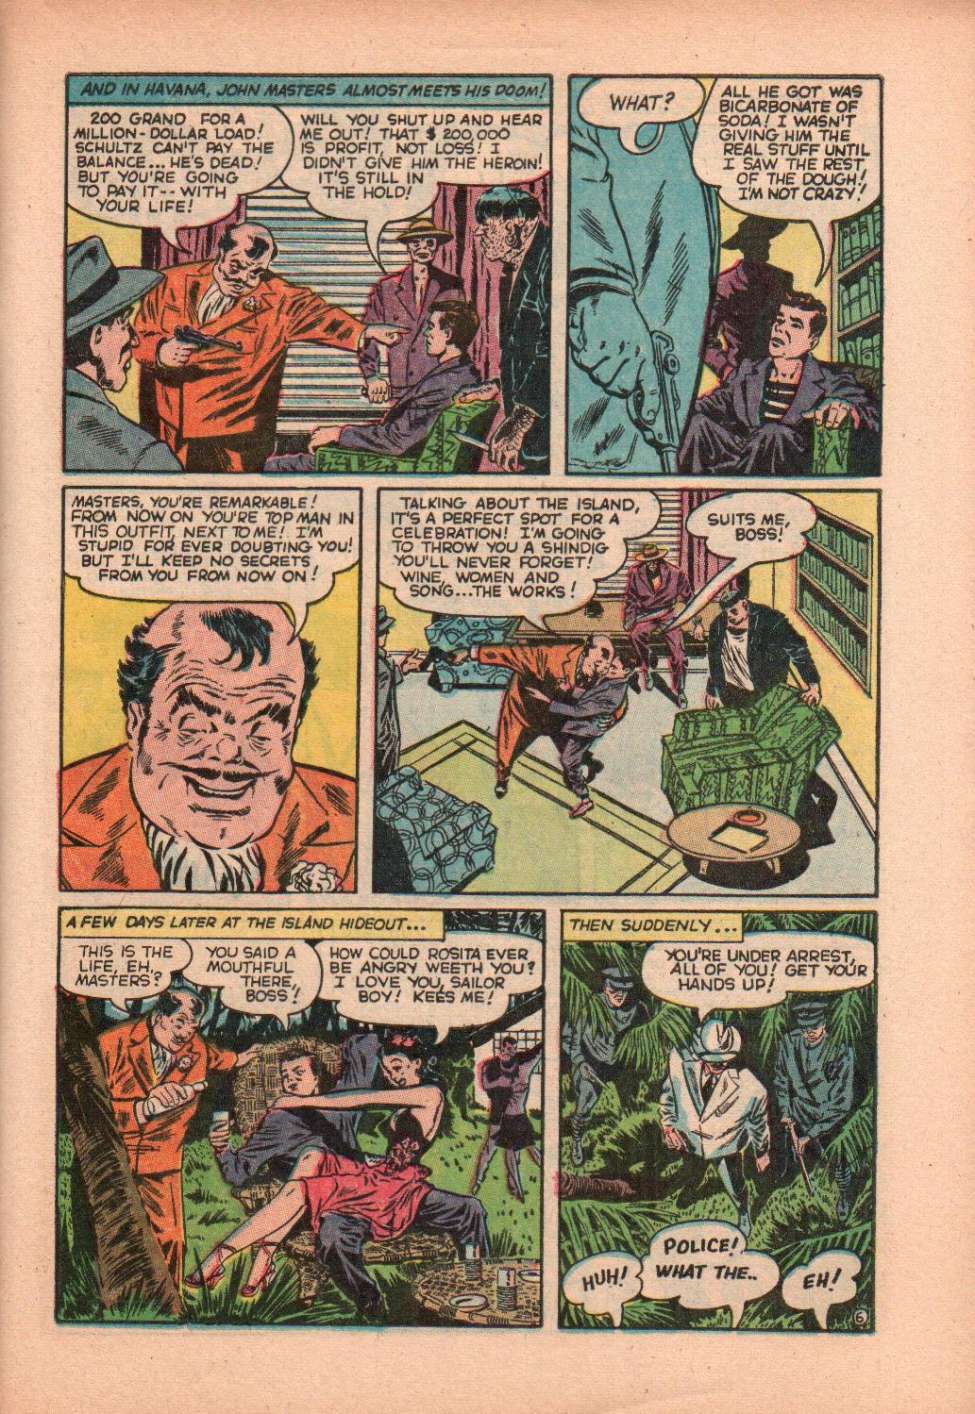 AND IN HAVANA, JOHN MASTERS ALMOST MEETS HIS DOOM!
200 GRAND FOR A
MILLION-DOLLAR LOAD!
SCHULTZ CAN'T PAY THE
BALANCE... HE'S DEAD!
BUT YOU'RE GOING
TO PAY IT-- WITH
YOUR LIFE!
WILL YOU SHUT UP AND HEAR
ME OUT! THAT $200,000
IS PROFIT, NOT LOSS! I
DIDN'T GIVE HIM THE HEROIN!
IT'S STILL IN
THE HOLD!
WHAT?
ALL HE GOT WAS
BICARBONATE OF
SODA! I WASN'T
GIVING HIM THE
REAL STUFF UNTIL
I SAW THE REST
OF THE DOUGH!
I'M NOT CRAZY!
MASTERS, YOU'RE REMARKABLE!
FROM NOW ON YOU'RE TOP MAN IN
THIS OUTFIT, NEXT TO ME! I'M
STUPID FOR EVER DOUBTING YOU!
BUT I'LL KEEP NO SECRETS
FROM YOU FROM NOW ON!
TALKING ABOUT THE ISLAND,
IT'S A PERFECT SPOT FOR A
CELEBRATION! I'M GOING
TO THROW YOU A SHINDIG
YOU'LL NEVER FORGET!
WINE, WOMEN AND
SONG...THE WORKS!
SUITS ME,
BOSS!
A FEW DAYS LATER AT THE ISLAND HIDEOUT...
THIS IS THE
LIFE, EH,
MASTERS?
YOU SAID A
MOUTHFUL
THERE,
BOSS!
HOW COULD ROSITA EVER
BE ANGRY WEETH YOU?
I LOVE YOU, SAILOR
BOY! KEES ME!
THEN SUDDENLY...
YOU'RE UNDER ARREST,
ALL OF YOU! GET YOUR
HANDS UP!
HUH!
POLICE!
WHAT THE..
EH!
6